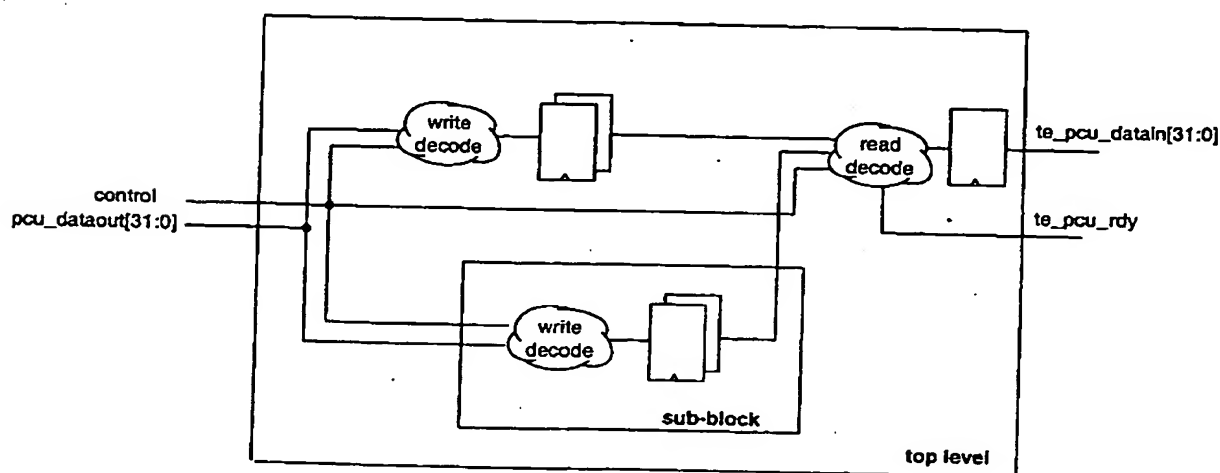 write
decode
read
decode
te_pcu_datain[31:0]
control
pcu_dataout[31:0]
te_pcu_rdy
write
decode
sub-block
top level